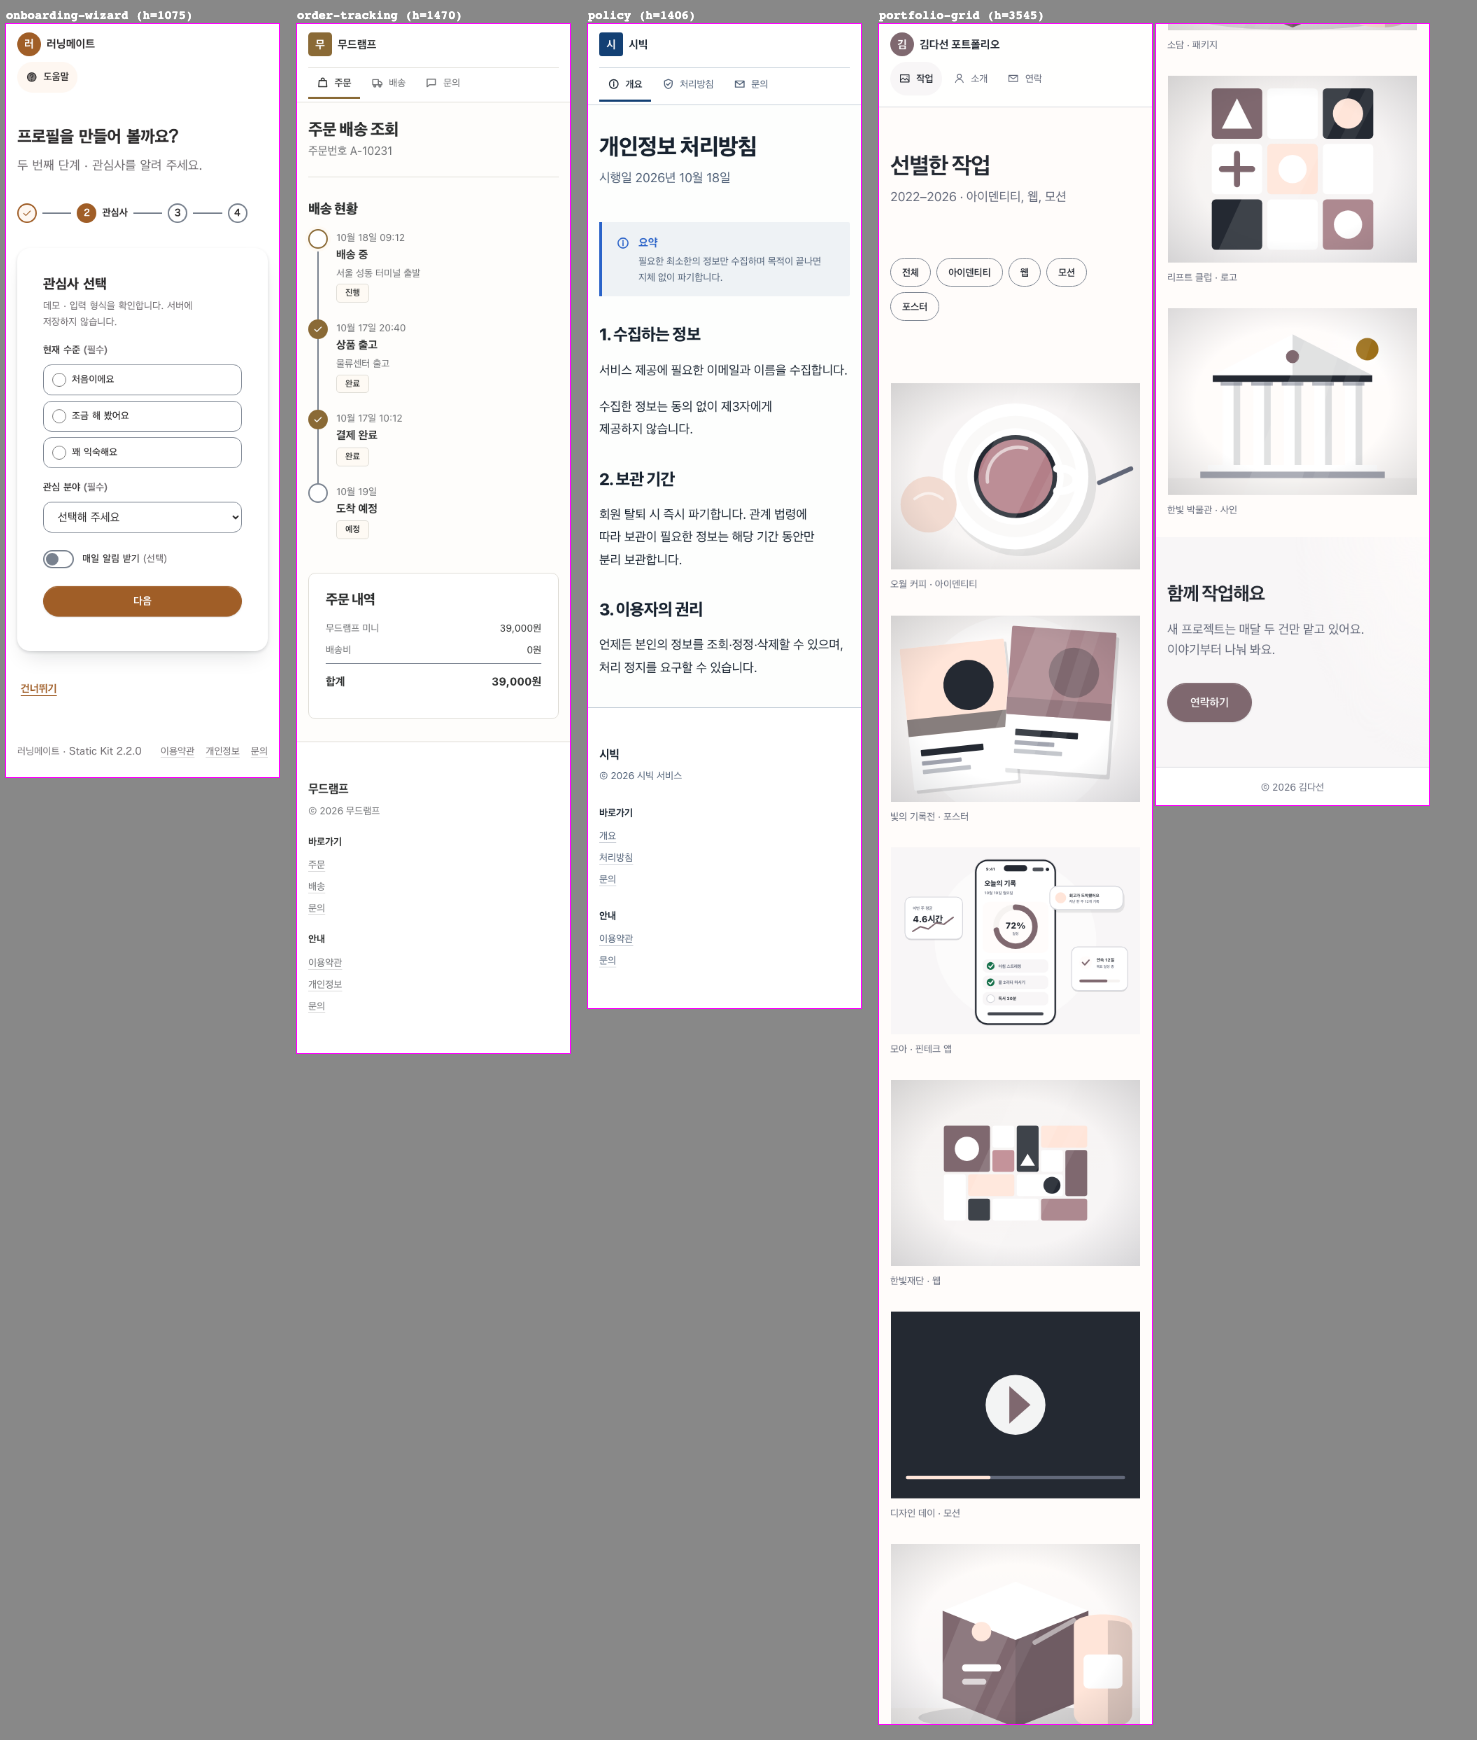 onboarding-wizard (h=1075)
러
러닝메이트
도움말
프로필을 만들어 볼까요?
두 번째 단계 · 관심사를 알려 주세요.
2 관심사 3 4
관심사 선택
데모 · 입력 형식을 확인합니다. 서버에
저장하지 않습니다.
현재 수준 (필수)
처음이에요
조금 해 봤어요
꽤 익숙해요
관심 분야 (필수)
선택해 주세요
매일 알림 받기 (선택)
다음
건너뛰기
러닝메이트 · Static Kit 2.2.0 이용약관 개인정보 문의
order-tracking (h=1470)
무
무드램프
주문 배송 문의
주문 배송 조회
주문번호 A-10231
배송 현황
10월 18일 09:12
배송 중
서울 성동 터미널 출발
진행
10월 17일 20:40
상품 출고
물류센터 출고
완료
10월 17일 10:12
결제 완료
완료
10월 19일
도착 예정
예정
주문 내역
무드램프 미니 39,000원
배송비 0원
합계 39,000원
무드램프
© 2026 무드램프
바로가기
주문
배송
문의
안내
이용약관
개인정보
문의
policy (h=1406)
시
시빅
개요 처리방침 문의
개인정보 처리방침
시행일 2026년 10월 18일
요약
필요한 최소한의 정보만 수집하며 목적이 끝나면
지체 없이 파기합니다.
1. 수집하는 정보
서비스 제공에 필요한 이메일과 이름을 수집합니다.
수집한 정보는 동의 없이 제3자에게
제공하지 않습니다.
2. 보관 기간
회원 탈퇴 시 즉시 파기합니다. 관계 법령에
따라 보관이 필요한 정보는 해당 기간 동안만
분리 보관합니다.
3. 이용자의 권리
언제든 본인의 정보를 조회·정정·삭제할 수 있으며,
처리 정지를 요구할 수 있습니다.
시빅
© 2026 시빅 서비스
바로가기
개요
처리방침
문의
안내
이용약관
문의
portfolio-grid (h=3545)
김
김다선 포트폴리오
작업 소개 연락
선별한 작업
2022–2026 · 아이덴티티, 웹, 모션
전체 아이덴티티 웹 모션
포스터
오월 커피 · 아이덴티티
빛의 기록전 · 포스터
오늘의 기록
4.6시간
72%
모아 · 핀테크 앱
한빛재단 · 웹
디자인 데이 · 모션
소담 · 패키지
리프트 클럽 · 로고
한빛 박물관 · 사인
함께 작업해요
새 프로젝트는 매달 두 건만 맡고 있어요.
이야기부터 나눠 봐요.
연락하기
© 2026 김다선